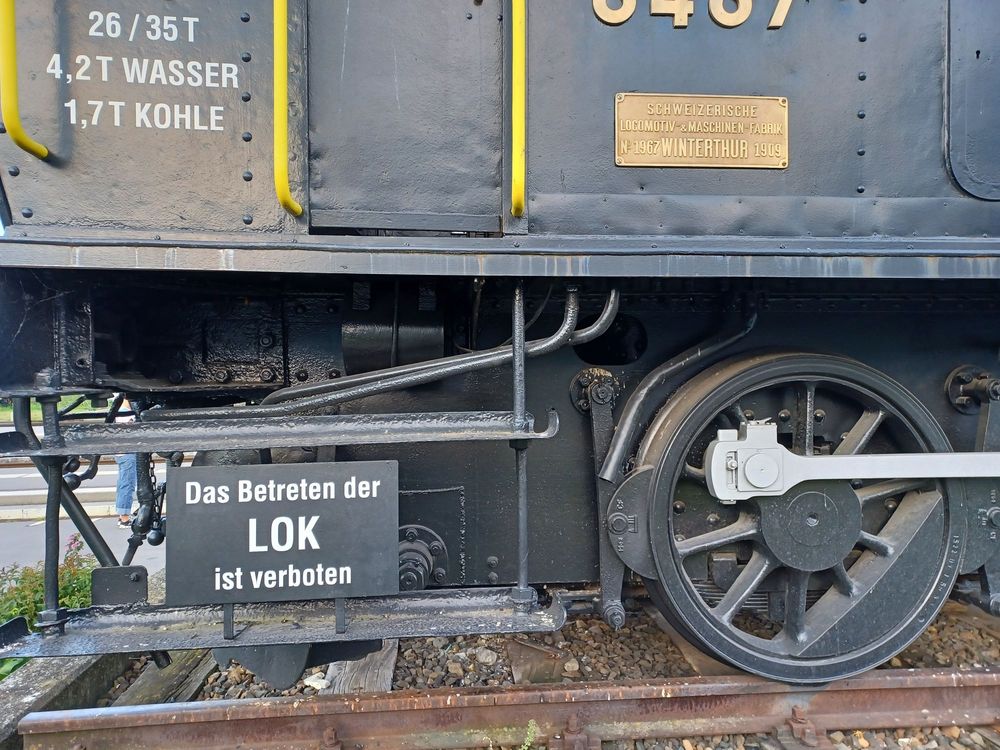 26 / 35 T
4,2 T WASSER
1,7 T KOHLE
SCHWEIZERISCHE
LOCOMOTIV- & MASCHINEN-FABRIK
No 1967 WINTERTHUR 1909
Das Betreten der
LOK
ist verboten